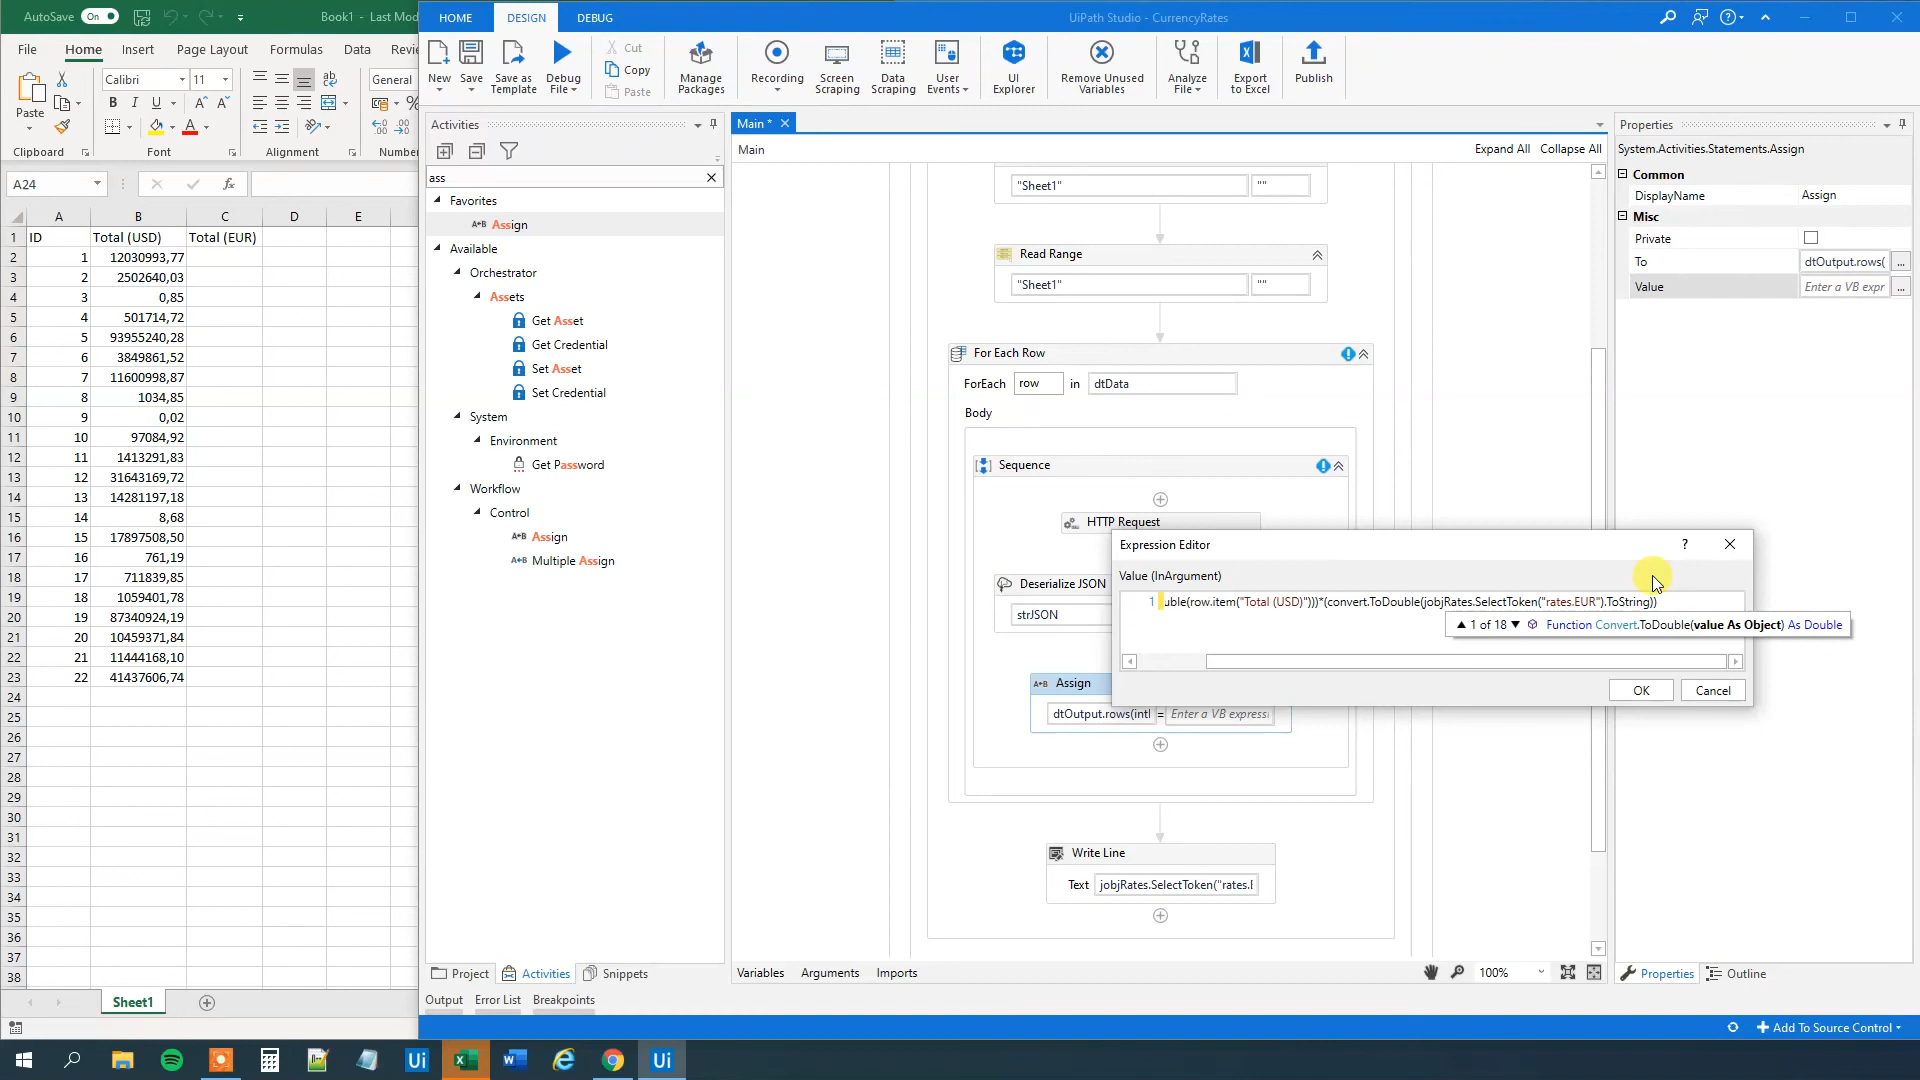 AutoSave On
Book1 - Last Mod
File Home Insert Page Layout Formulas Data Revi
Paste
Calibri 11
General
B I U
Clipboard Font Alignment Numb
A24 fx
A B C D E
1 ID Total (USD) Total (EUR)
2 1 12030993,77
3 2 2502640,03
4 3 0,85
5 4 501714,72
6 5 93955240,28
7 6 3849861,52
8 7 11600998,87
9 8 1034,85
10 9 0,02
11 10 97084,92
12 11 1413291,83
13 12 31643169,72
14 13 14281197,18
15 14 8,68
16 15 17897508,50
17 16 761,19
18 17 711839,85
19 18 1059401,78
20 19 87340924,19
21 20 10459371,84
22 21 11444168,10
23 22 41437606,74
24
25
26
27
28
29
30
31
32
33
34
35
36
37
38
Sheet1
HOME DESIGN DEBUG
UiPath Studio - CurrencyRates
New
Save
Save as Template
Debug File
Cut
Copy
Paste
Manage Packages
Recording
Screen Scraping
Data Scraping
User Events
UI Explorer
Remove Unused Variables
Analyze File
Export to Excel
Publish
Activities
ass
Favorites
A+B Assign
Available
Orchestrator
Assets
Get Asset
Get Credential
Set Asset
Set Credential
System
Environment
Get Password
Workflow
Control
A+B Assign
A+B Multiple Assign
Project Activities Snippets
Output Error List Breakpoints
Main *
Main
Expand All Collapse All
"Sheet1" ""
Read Range
"Sheet1" ""
For Each Row
ForEach row in dtData
Body
Sequence
HTTP Request
Deserialize JSON
strJSON
A+B Assign
dtOutput.rows(intI = Enter a VB express
Write Line
Text jobjRates.SelectToken("rates.E
Variables Arguments Imports
100%
Expression Editor
?
Value (InArgument)
1 uble(row.item("Total (USD)")))*(convert.ToDouble(jobjRates.SelectToken("rates.EUR").ToString))
1 of 18 Function Convert.ToDouble(value As Object) As Double
OK Cancel
Properties
System.Activities.Statements.Assign
Common
DisplayName Assign
Misc
Private
To dtOutput.rows( ...
Value Enter a VB expr ...
Properties Outline
Add To Source Control
Ui
Ui